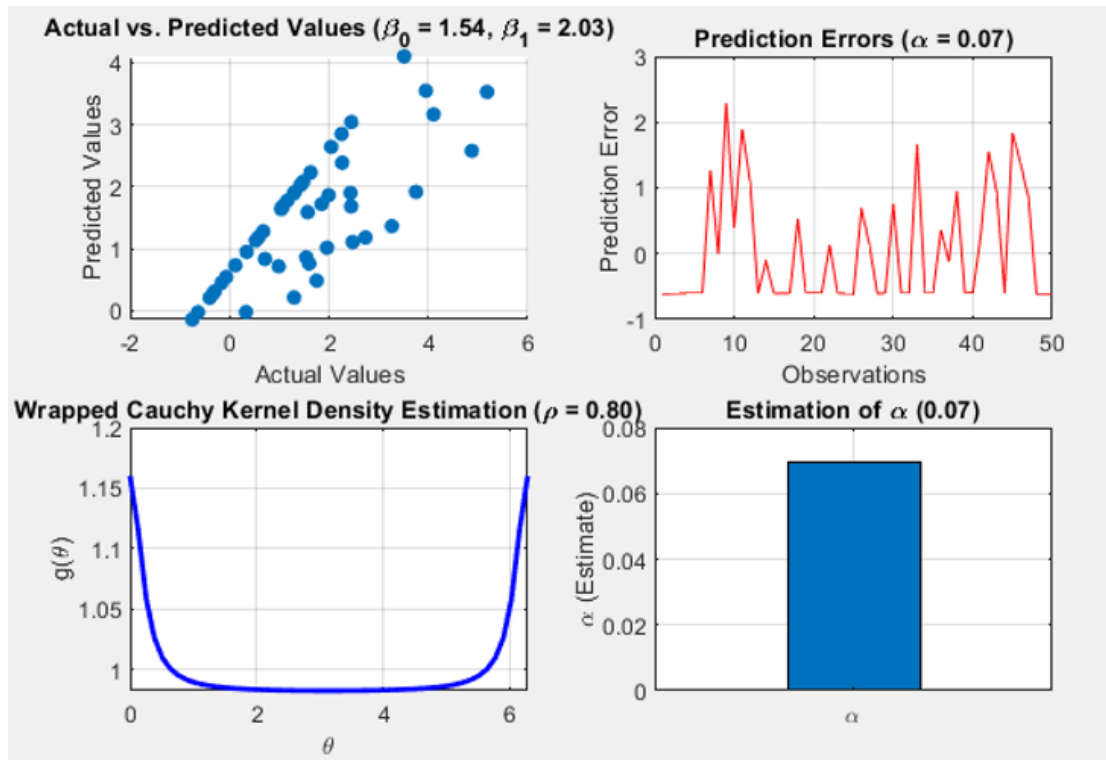 Actual vs. Predicted Values (β0 = 1.54, β1 = 2.03)
4
3
2
1
0
Predicted Values
-2 0 2 4 6
Actual Values
Prediction Errors (α = 0.07)
3
2
1
0
-1
Prediction Error
0 10 20 30 40 50
Observations
Wrapped Cauchy Kernel Density Estimation (ρ = 0.80)
1.2
1.15
1.1
1.05
1
g(θ)
0 2 4 6
θ
Estimation of α (0.07)
0.08
0.06
0.04
0.02
0
α (Estimate)
α